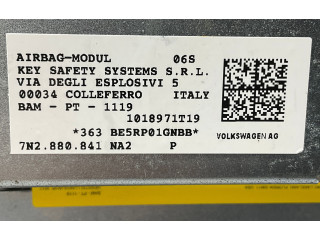 AIRBAG-MODUL 06S
KEY SAFETY SYSTEMS S.R.L.
VIA DEGLI ESPLOSIVI 5
00034 COLLEFERRO ITALY
BAM - PT - 1119
1018971T19
*363 BE5RP01GNBB*
VOLKSWAGEN AG
7N2.880.841 NA2 P